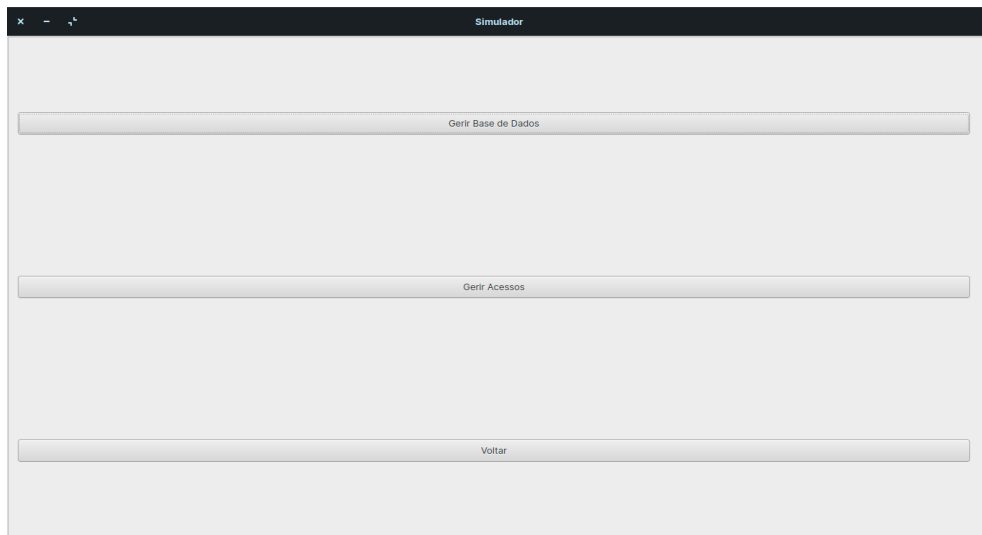 Simulador
Gerir Base de Dados
Gerir Acessos
Voltar